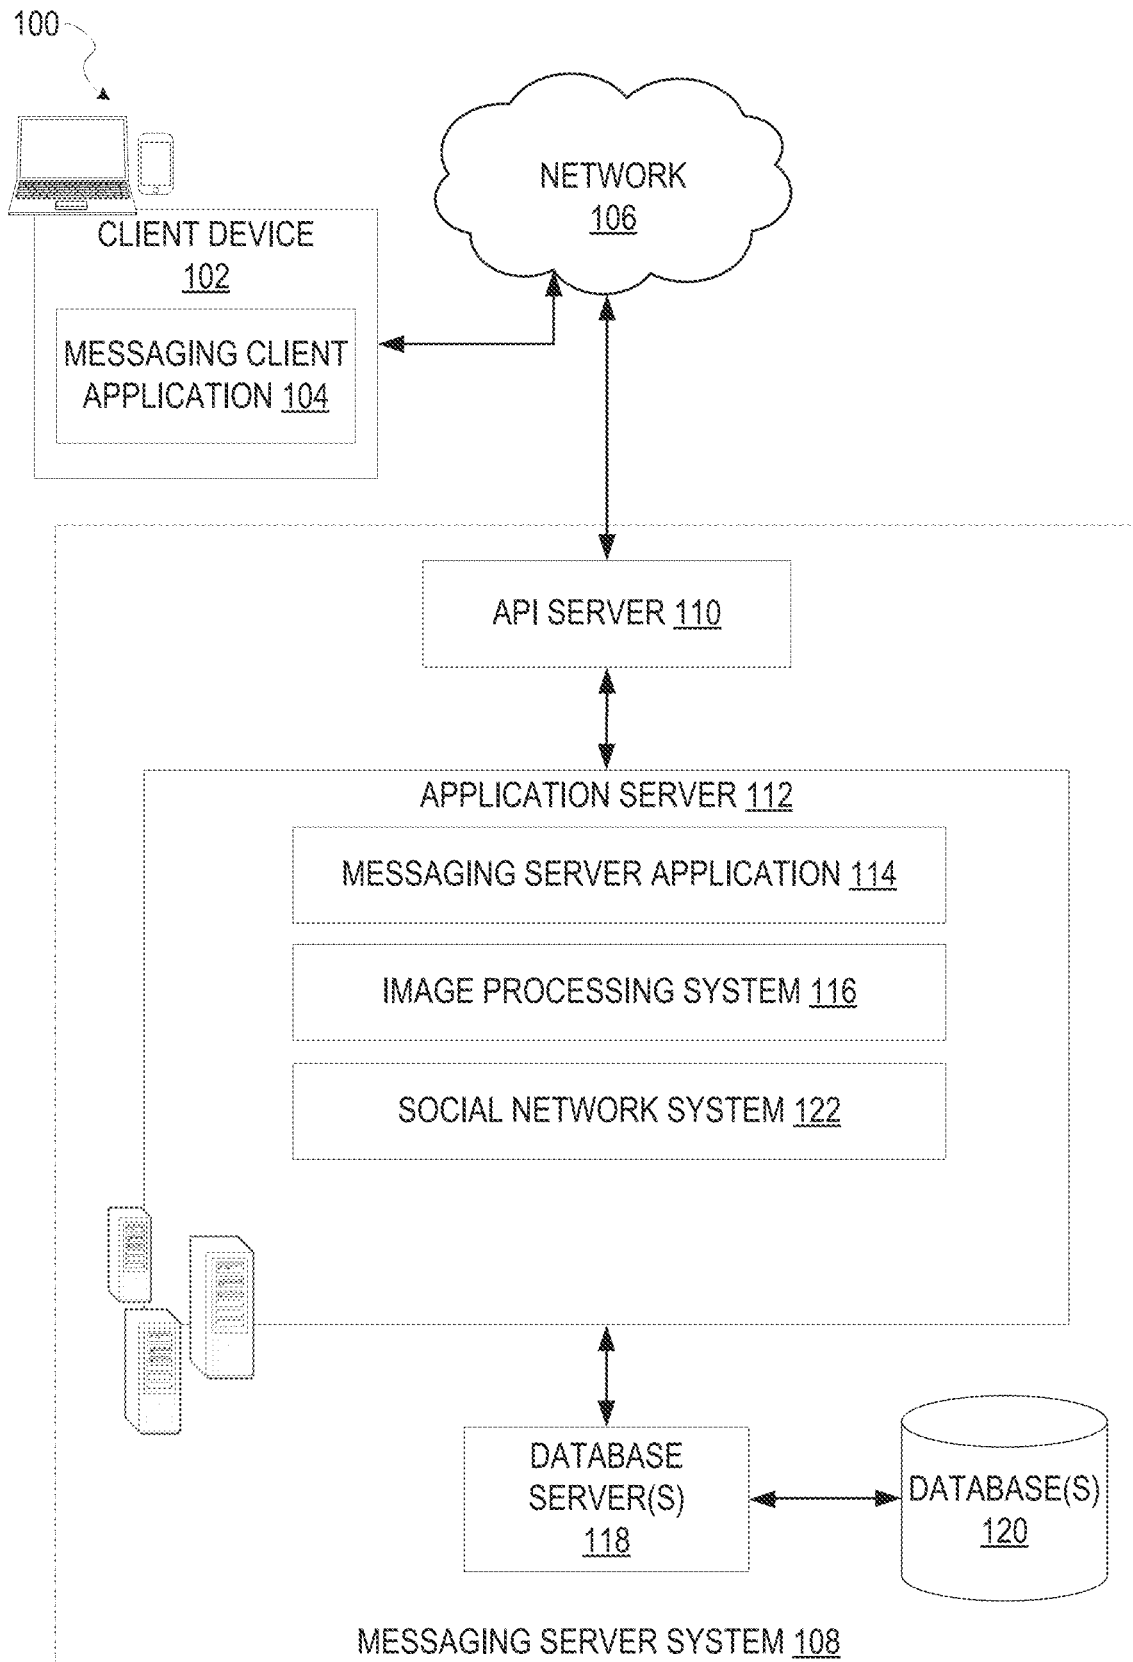 100
NETWORK
106
CLIENT DEVICE
102
MESSAGING CLIENT
APPLICATION 104
API SERVER 110
APPLICATION SERVER 112
MESSAGING SERVER APPLICATION 114
IMAGE PROCESSING SYSTEM 116
SOCIAL NETWORK SYSTEM 122
DATABASE
SERVER(S)
118
DATABASE(S)
120
MESSAGING SERVER SYSTEM 108